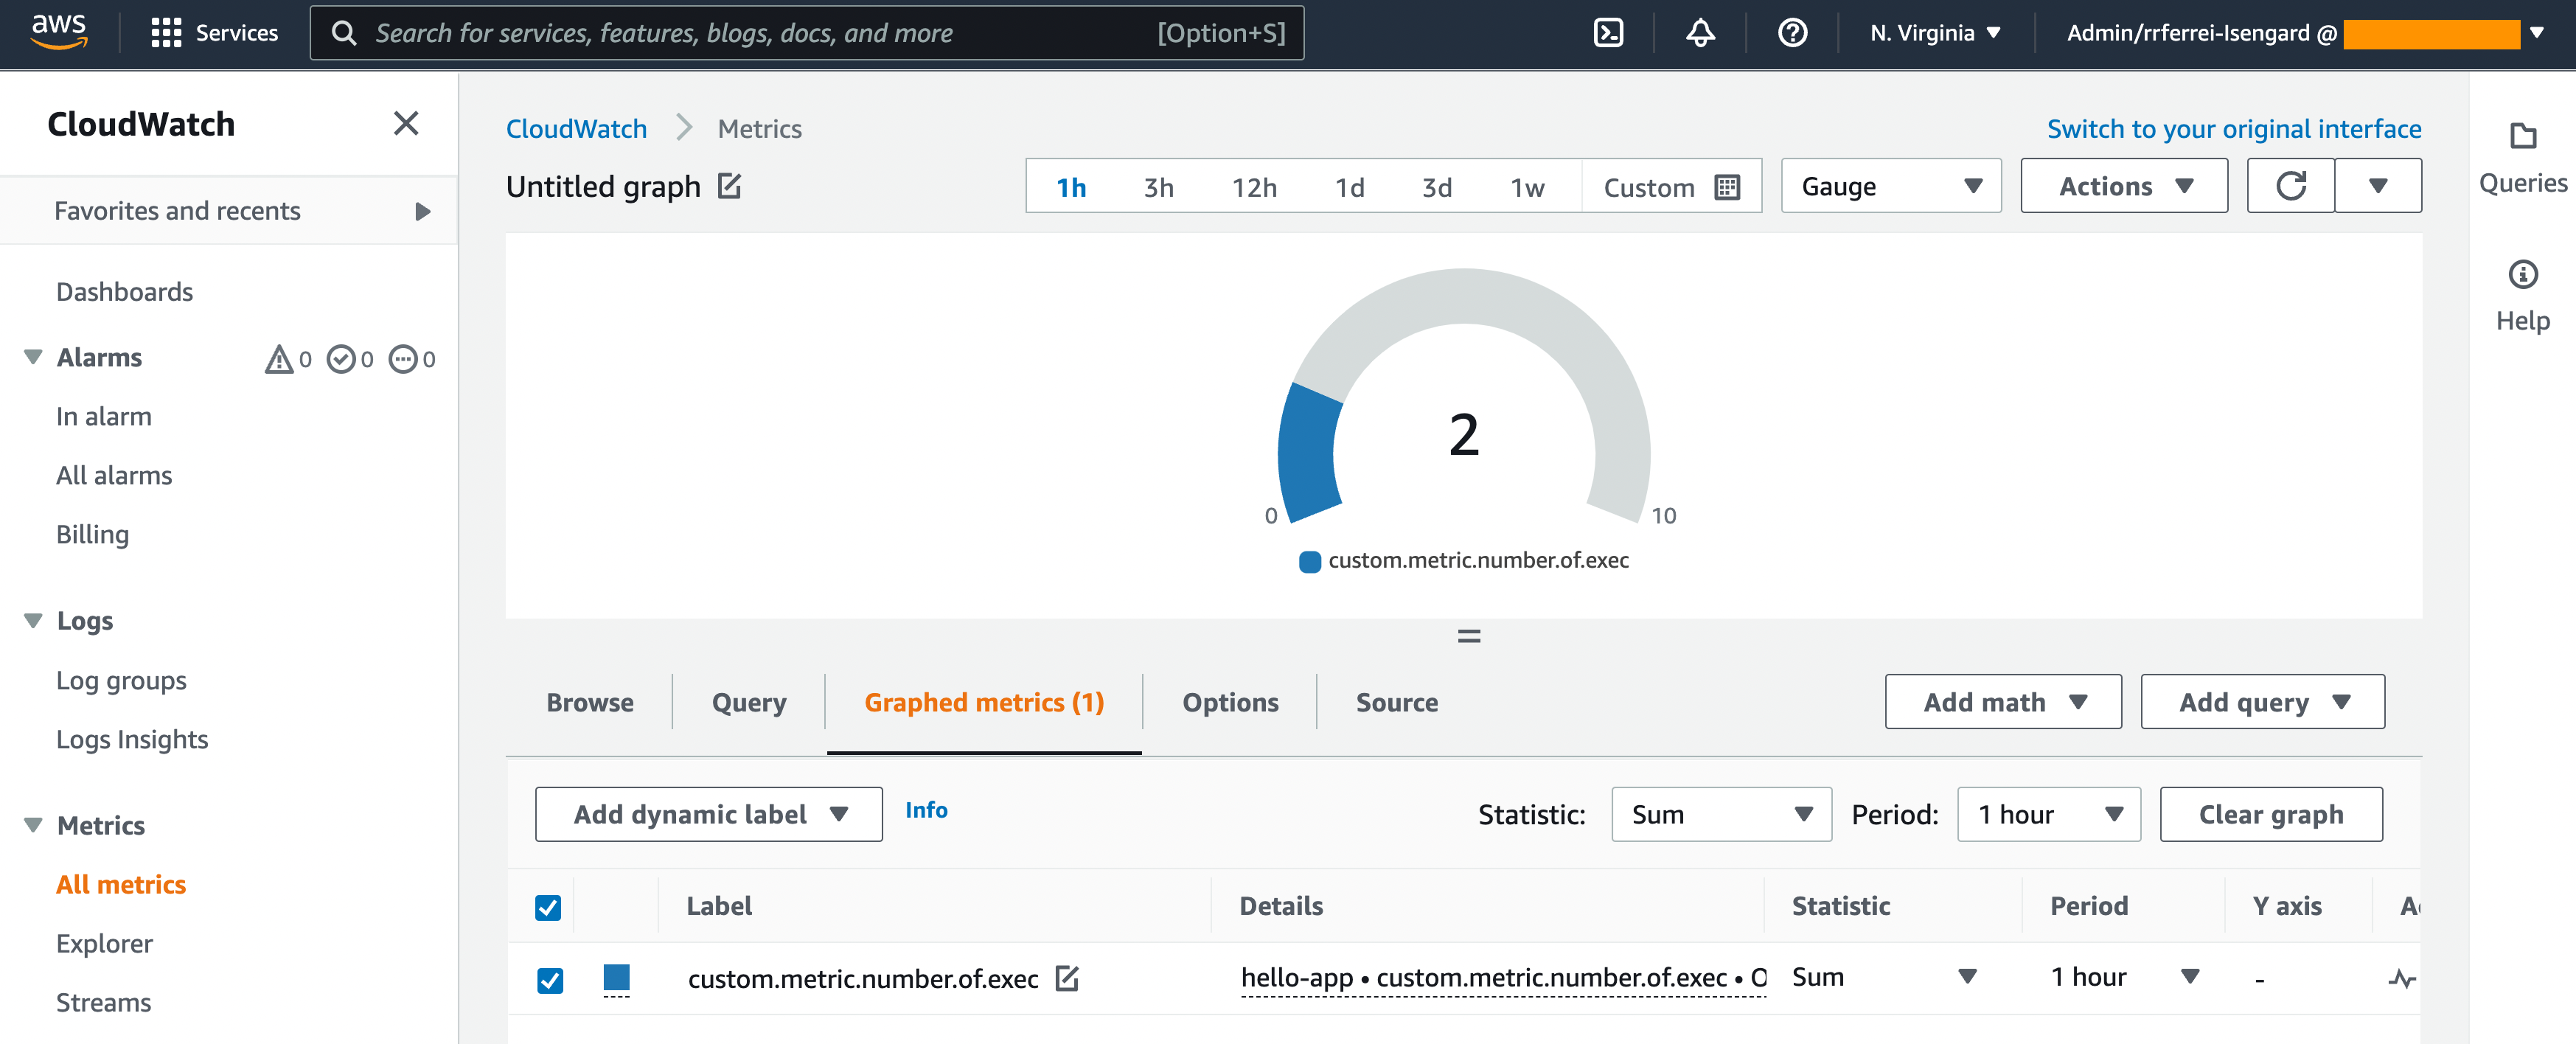 aws
Services
Search for services, features, blogs, docs, and more
[Option+S]
N. Virginia
Admin/rrferrei-Isengard @
CloudWatch
Favorites and recents
Dashboards
Alarms
0
0
0
In alarm
All alarms
Billing
Logs
Log groups
Logs Insights
Metrics
All metrics
Explorer
Streams
CloudWatch
Metrics
Switch to your original interface
Untitled graph
1h
3h
12h
1d
3d
1w
Custom
Gauge
Actions
2
0
10
custom.metric.number.of.exec
Browse
Query
Graphed metrics (1)
Options
Source
Add math
Add query
Add dynamic label
Info
Statistic:
Sum
Period:
1 hour
Clear graph
Label
Details
Statistic
Period
Y axis
custom.metric.number.of.exec
hello-app • custom.metric.number.of.exec • O
Sum
1 hour
-
Queries
Help